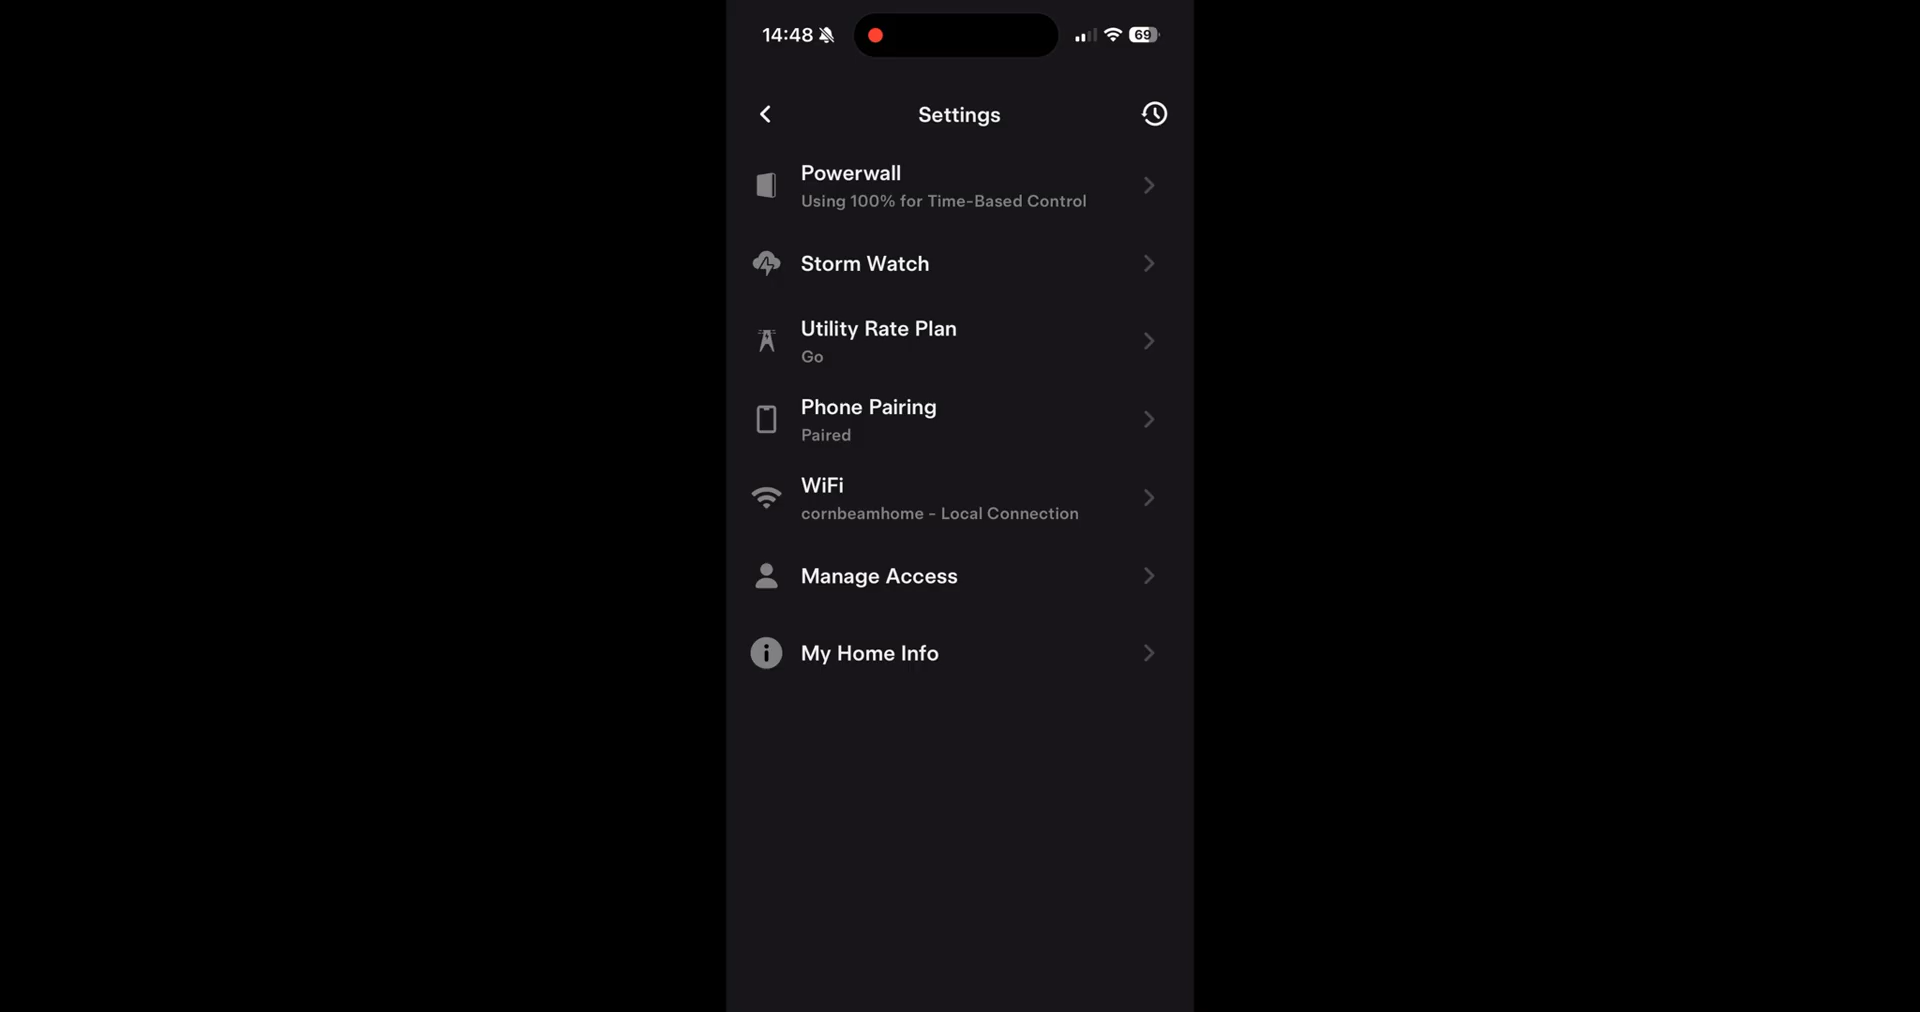 14:48
69
Settings
Powerwall
Using 100% for Time-Based Control
Storm Watch
Utility Rate Plan
Go
Phone Pairing
Paired
WiFi
cornbeamhome - Local Connection
Manage Access
My Home Info